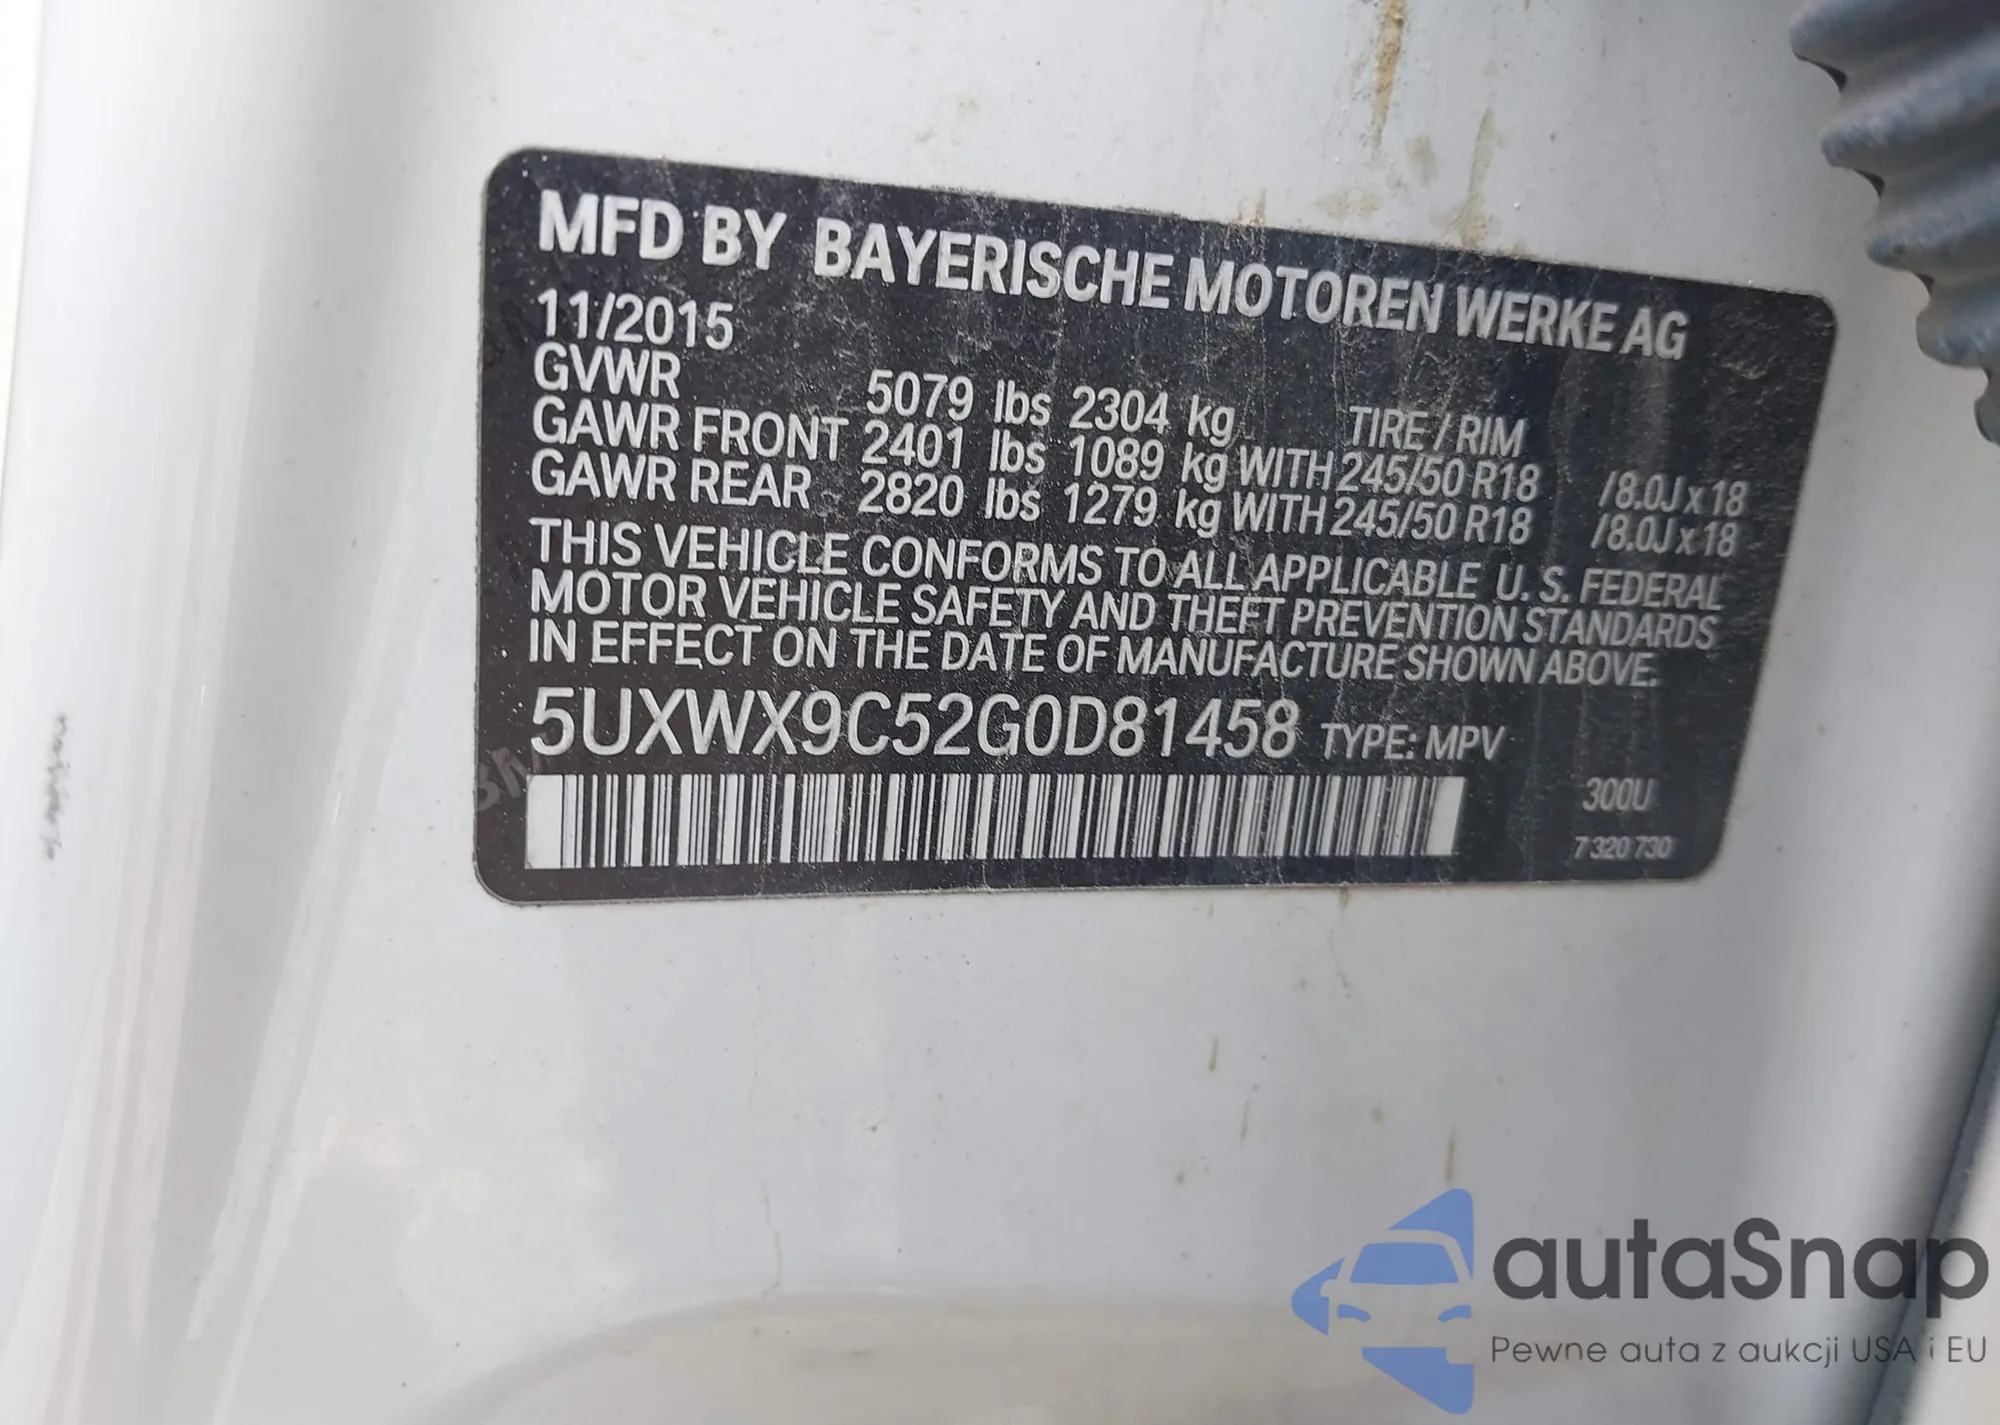 MFD BY BAYERISCHE MOTOREN WERKE AG
11/2015
GVWR 5079 lbs 2304 kg TIRE / RIM
GAWR FRONT 2401 lbs 1089 kg WITH 245/50 R18 /8.0J x 18
GAWR REAR 2820 lbs 1279 kg WITH 245/50 R18 /8.0J x 18
THIS VEHICLE CONFORMS TO ALL APPLICABLE U. S. FEDERAL
MOTOR VEHICLE SAFETY AND THEFT PREVENTION STANDARDS
IN EFFECT ON THE DATE OF MANUFACTURE SHOWN ABOVE.
5UXWX9C52G0D81458 TYPE: MPV
300U
7 320 730
autaSnap
Pewne auta z aukcji USA i EU